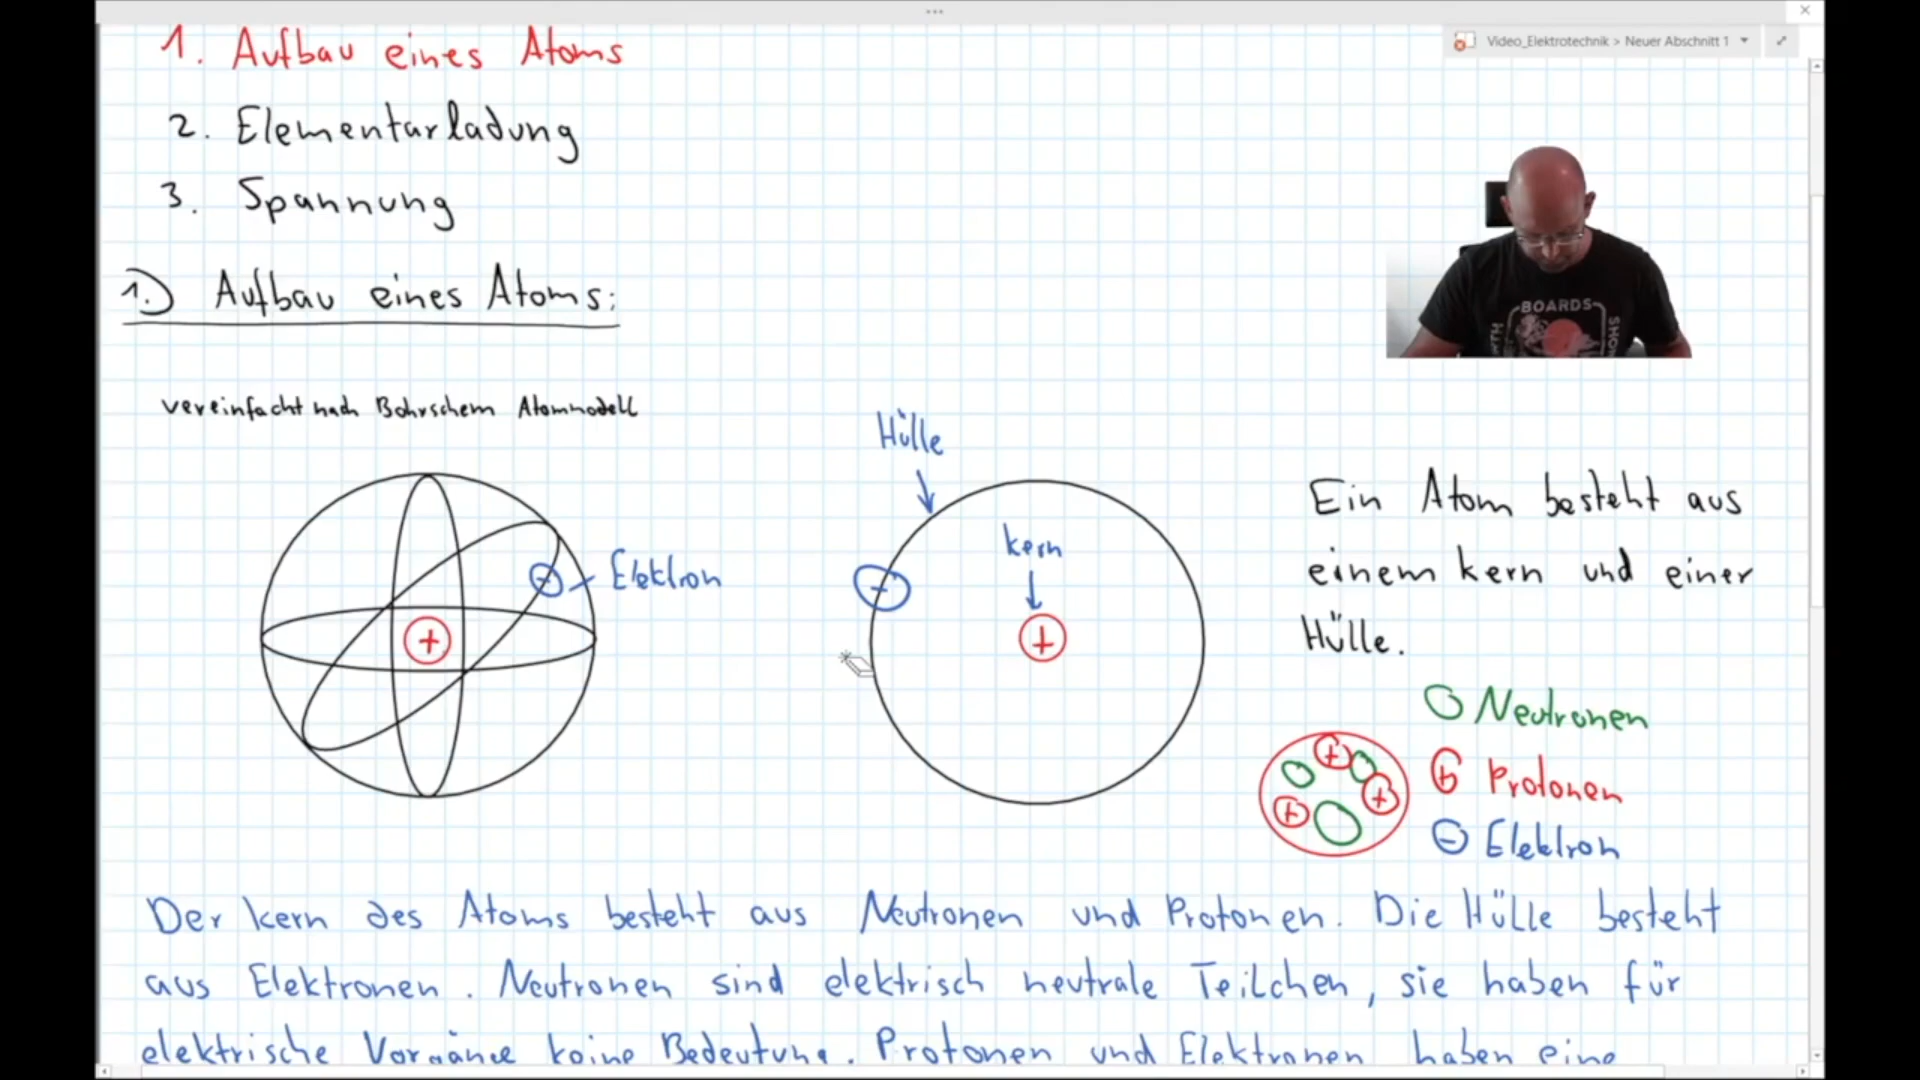 Video_Elektrotechnik > Neuer Abschnitt 1
1. Aufbau eines Atoms
2. Elementarladung
3. Spannung
1.) Aufbau eines Atoms:
BOARDS
vereinfacht nach Bohrschem Atommodell
Elektron
Hülle
Kern
Ein Atom besteht aus
einem Kern und einer
Hülle.
Neutronen
Protonen
Elektron
Der Kern des Atoms besteht aus Neutronen und Protonen. Die Hülle besteht
aus Elektronen. Neutronen sind elektrisch neutrale Teilchen, sie haben für
elektrische Vorgänge keine Bedeutung. Protonen und Elektronen haben eine